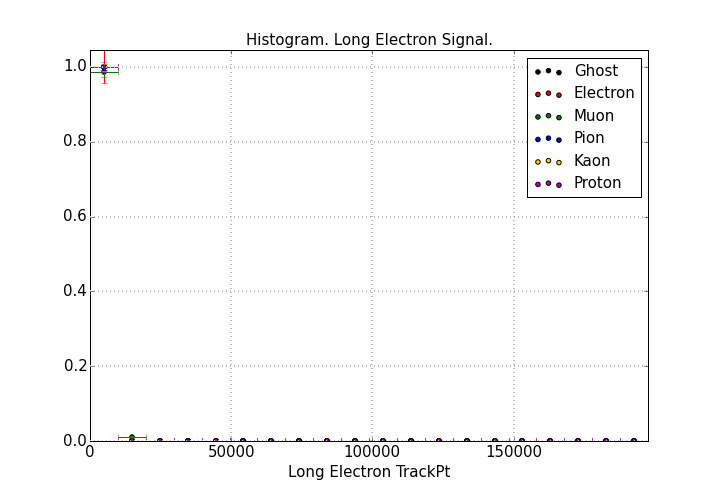 Histogram. Long Electron Signal.
1.0
0.8
0.6
0.4
0.2
0.0
Ghost
Electron
Muon
Pion
Kaon
Proton
0 50000 100000 150000
Long Electron TrackPt